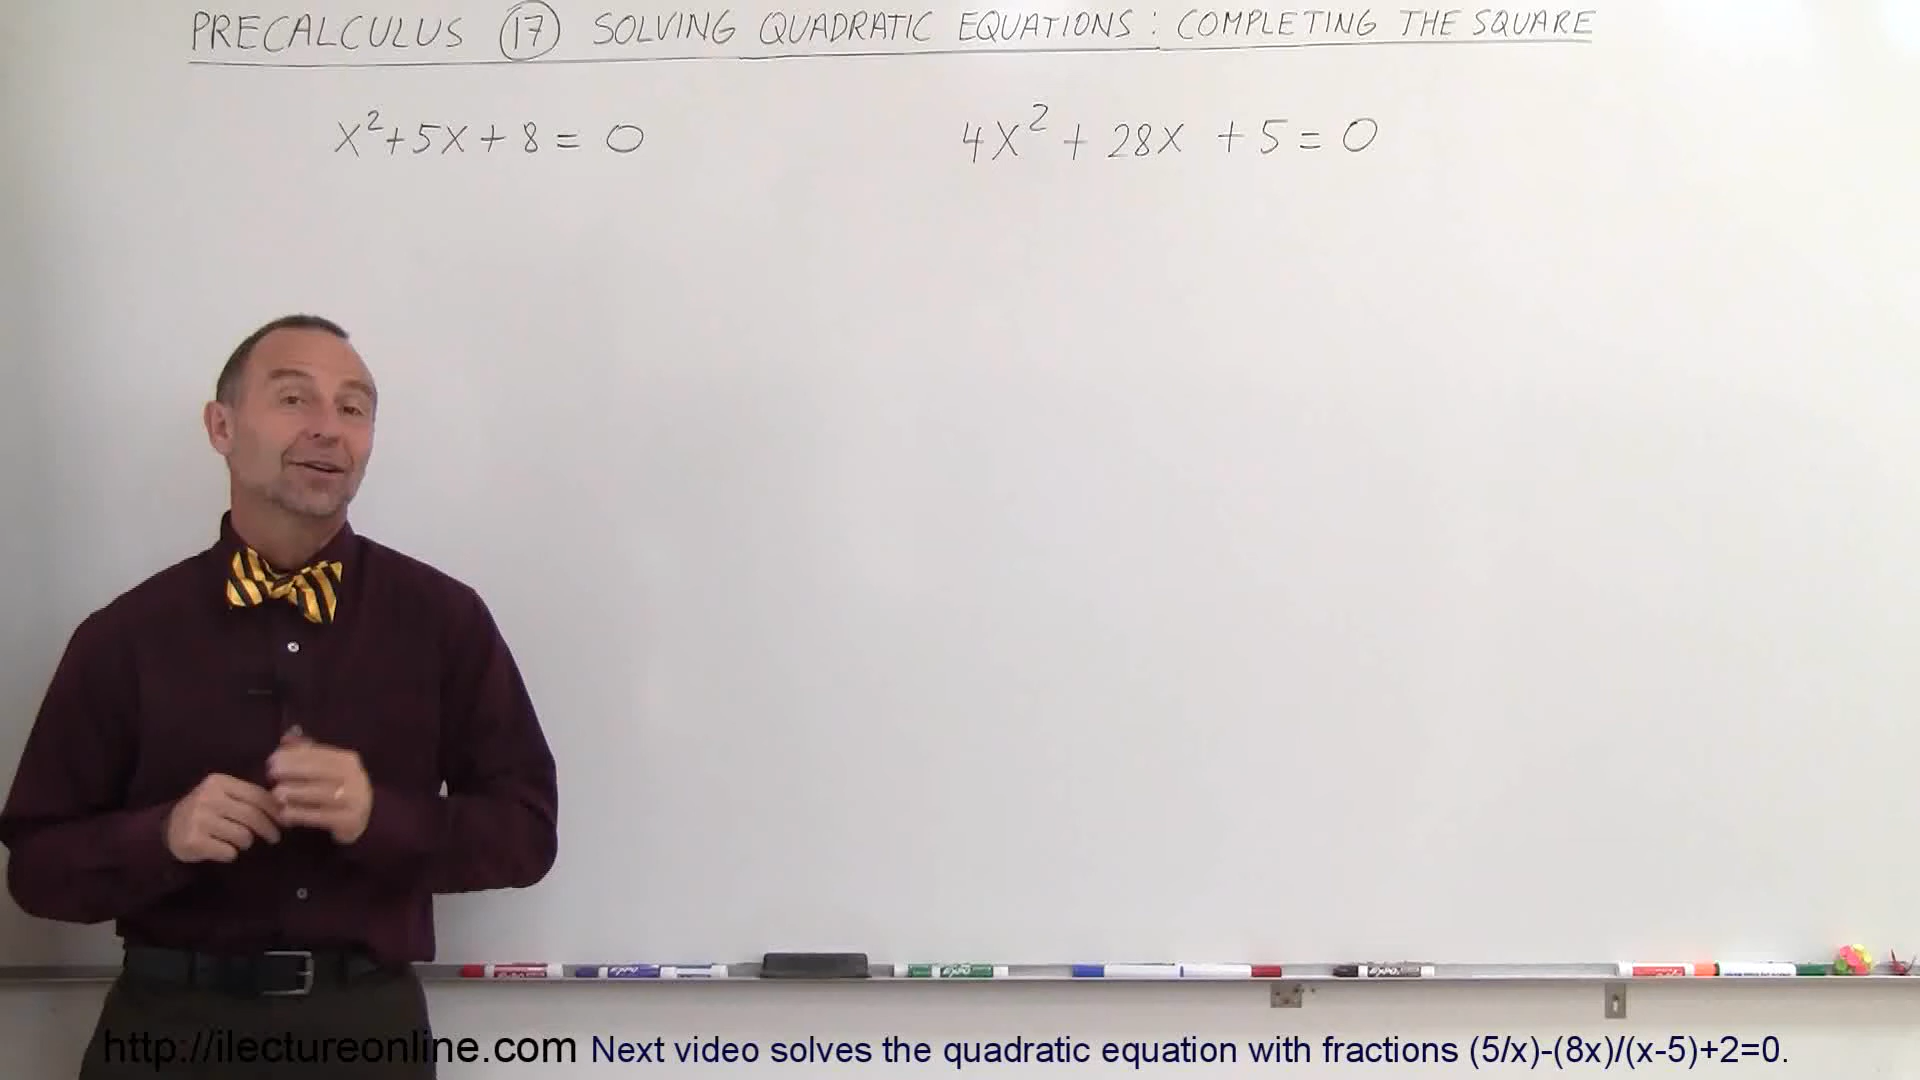 PRECALCULUS 17 SOLVING QUADRATIC EQUATIONS : COMPLETING THE SQUARE
x²+5x+8=0
4x²+28x+5=0
http://ilectureonline.com Next video solves the quadratic equation with fractions (5/x)-(8x)/(x-5)+2=0.